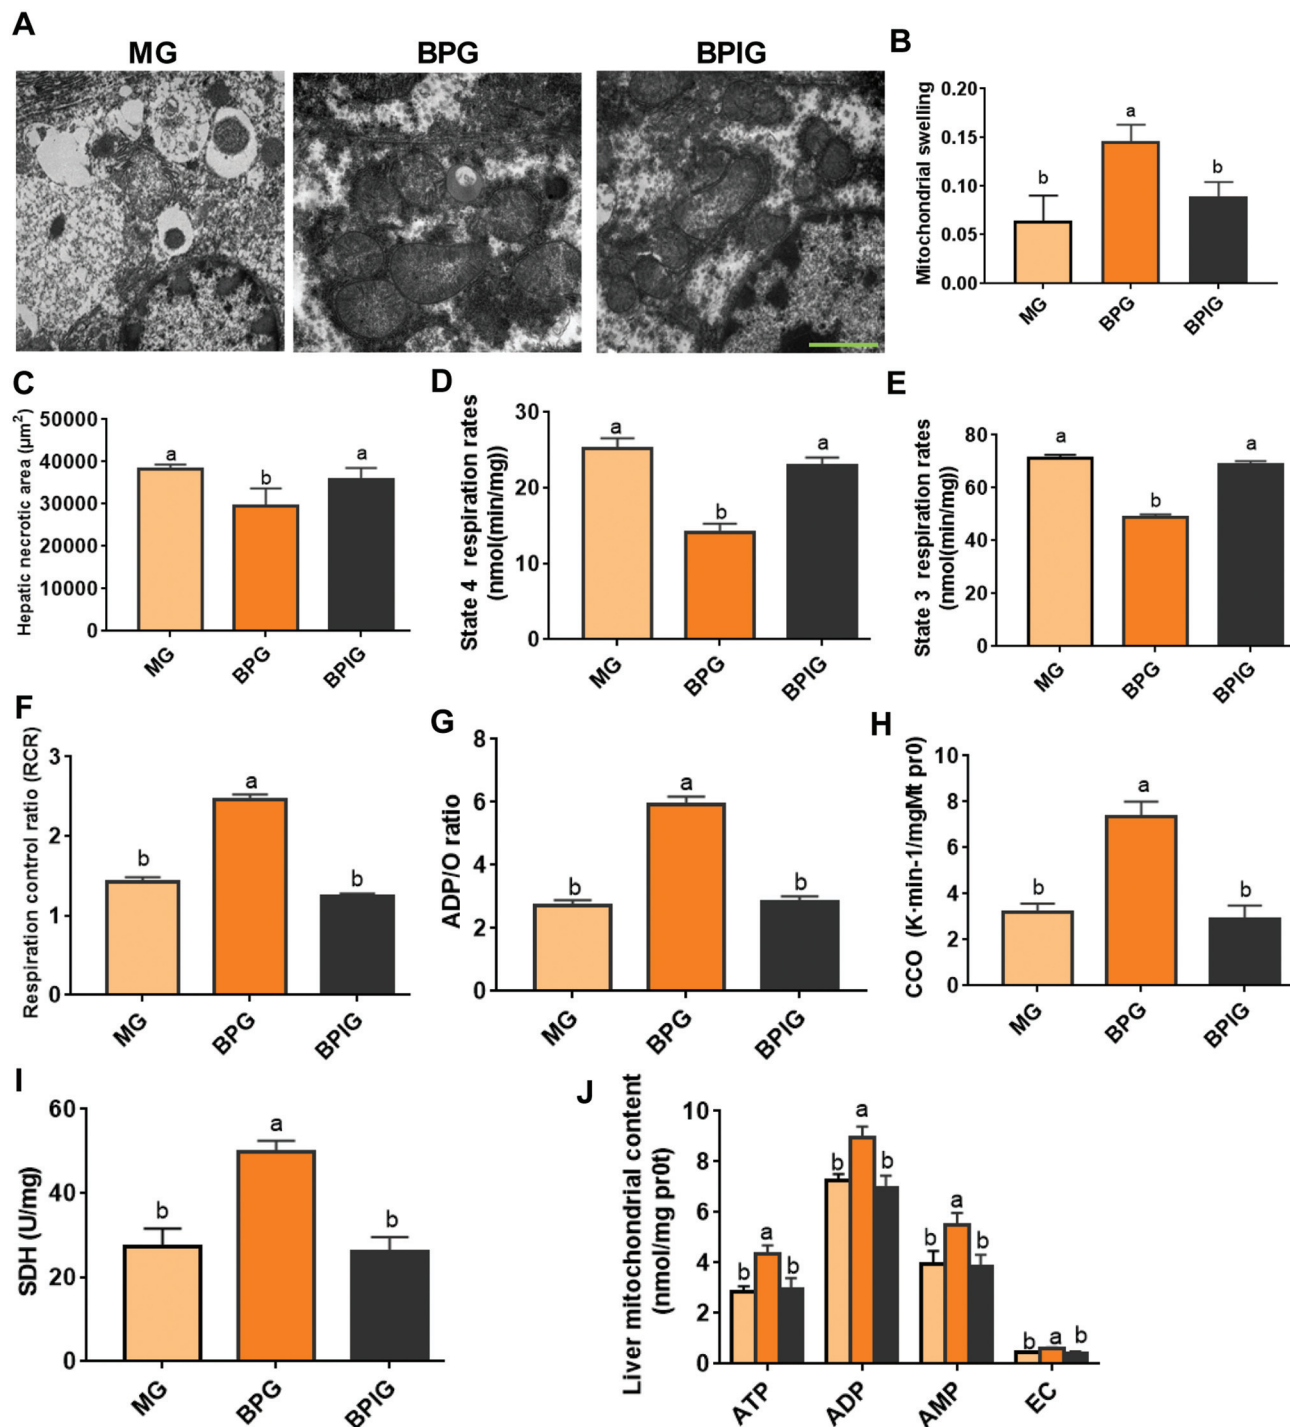 A
MG
BPG
BPIG
B
Mitochondrial swelling
0.20
0.15
0.10
0.05
0.00
b
a
b
MG
BPG
BPIG
C
Hepatic necrotic area (µm²)
50000
40000
30000
20000
10000
0
a
b
a
MG
BPG
BPIG
D
State 4 respiration rates
(nmol(min/mg))
30
20
10
0
a
b
a
MG
BPG
BPIG
E
State 3 respiration rates
(nmol(min/mg))
80
60
40
20
0
a
b
a
MG
BPG
BPIG
F
Respiration control ratio (RCR)
3
2
1
0
b
a
b
MG
BPG
BPIG
G
ADP/O ratio
8
6
4
2
0
b
a
b
MG
BPG
BPIG
H
CCO (K·min-1/mgMt pr0)
10
8
6
4
2
0
b
a
b
MG
BPG
BPIG
I
SDH (U/mg)
60
40
20
0
b
a
b
MG
BPG
BPIG
J
Liver mitochondrial content
(nmol/mg pr0t)
10
8
6
4
2
0
b
a
b
b
a
b
b
a
b
b
a
b
ATP
ADP
AMP
EC